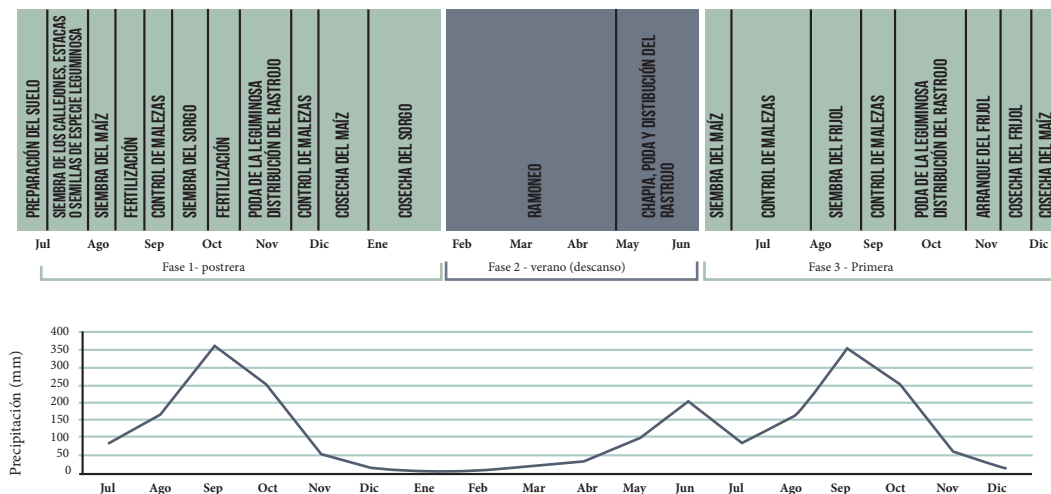 PREPARACIÓN DEL SUELO
SIEMBRA DE LOS CALLEJONES, ESTACAS
O SEMILLAS DE ESPECIE LEGUMINOSA
SIEMBRA DEL MAÍZ
FERTILIZACIÓN
CONTROL DE MALEZAS
SIEMBRA DEL SORGO
FERTILIZACIÓN
PODA DE LA LEGUMINOSA
DISTRIBUCIÓN DEL RASTROJO
CONTROL DE MALEZAS
COSECHA DEL MAÍZ
COSECHA DEL SORGO
RAMONEO
CHAPIA, PODA Y DISTIBUCIÓN DEL
RASTROJO
SIEMBRA DEL MAÍZ
CONTROL DE MALEZAS
SIEMBRA DEL FRIJOL
CONTROL DE MALEZAS
PODA DE LA LEGUMINOSA
DISTRIBUCIÓN DEL RASTROJO
ARRANQUE DEL FRIJOL
COSECHA DEL FRIJOL
COSECHA DEL MAÍZ
Jul Ago Sep Oct Nov Dic Ene Feb Mar Abr May Jun Jul Ago Sep Oct Nov Dic
Fase 1- postrera
Fase 2 - verano (descanso)
Fase 3 - Primera
Precipitación (mm)
400
350
300
250
200
150
100
50
0
Jul Ago Sep Oct Nov Dic Ene Feb Mar Abr May Jun Jul Ago Sep Oct Nov Dic